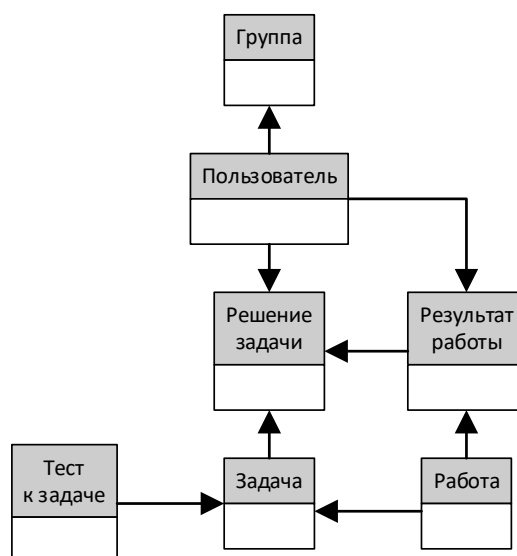 Группа
Пользователь
Решение
задачи
Результат
работы
Тест
к задаче
Задача
Работа